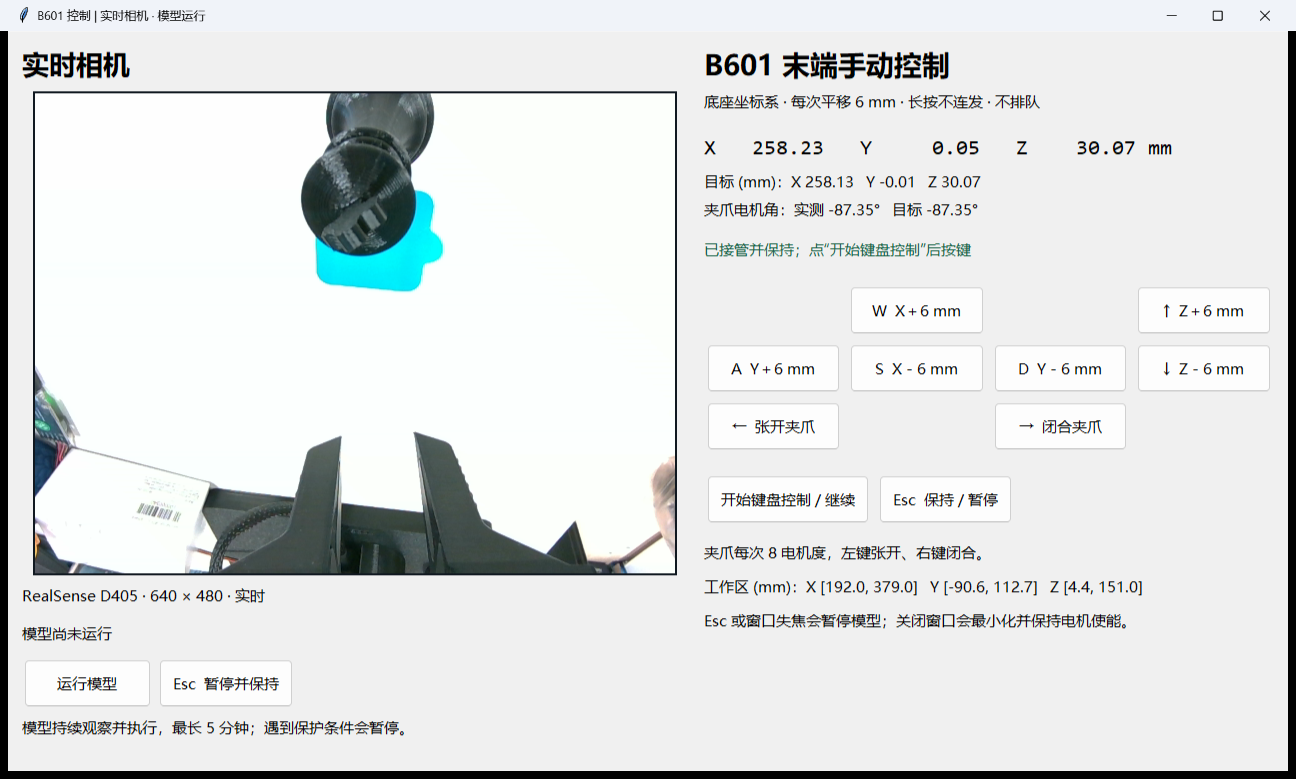 B601 控制 | 实时相机 · 模型运行
实时相机
RealSense D405 · 640 × 480 · 实时
模型尚未运行
运行模型
Esc 暂停并保持
模型持续观察并执行，最长 5 分钟；遇到保护条件会暂停。
B601 末端手动控制
底座坐标系 · 每次平移 6 mm · 长按不连发 · 不排队
X 258.23 Y 0.05 Z 30.07 mm
目标 (mm)： X 258.13 Y -0.01 Z 30.07
夹爪电机角： 实测 -87.35° 目标 -87.35°
已接管并保持；点“开始键盘控制”后按键
W X + 6 mm
↑ Z + 6 mm
A Y + 6 mm
S X - 6 mm
D Y - 6 mm
↓ Z - 6 mm
← 张开夹爪
→ 闭合夹爪
开始键盘控制 / 继续
Esc 保持 / 暂停
夹爪每次 8 电机度，左键张开、右键闭合。
工作区 (mm)： X [192.0, 379.0] Y [-90.6, 112.7] Z [4.4, 151.0]
Esc 或窗口失焦会暂停模型；关闭窗口会最小化并保持电机使能。